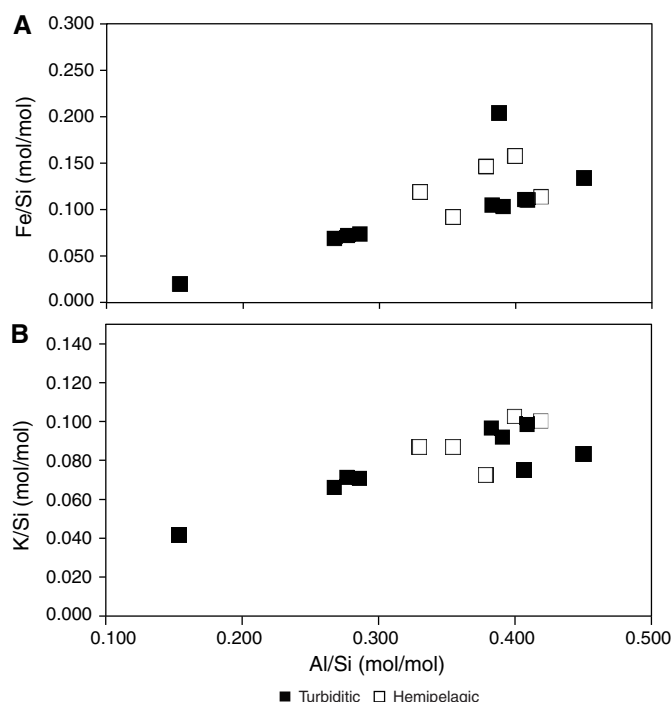 A
0.300
0.250
0.200
0.150
0.100
0.050
0.000
Fe/Si (mol/mol)
B
0.140
0.120
0.100
0.080
0.060
0.040
0.020
0.000
K/Si (mol/mol)
0.100 0.200 0.300 0.400 0.500
Al/Si (mol/mol)
Turbiditic Hemipelagic